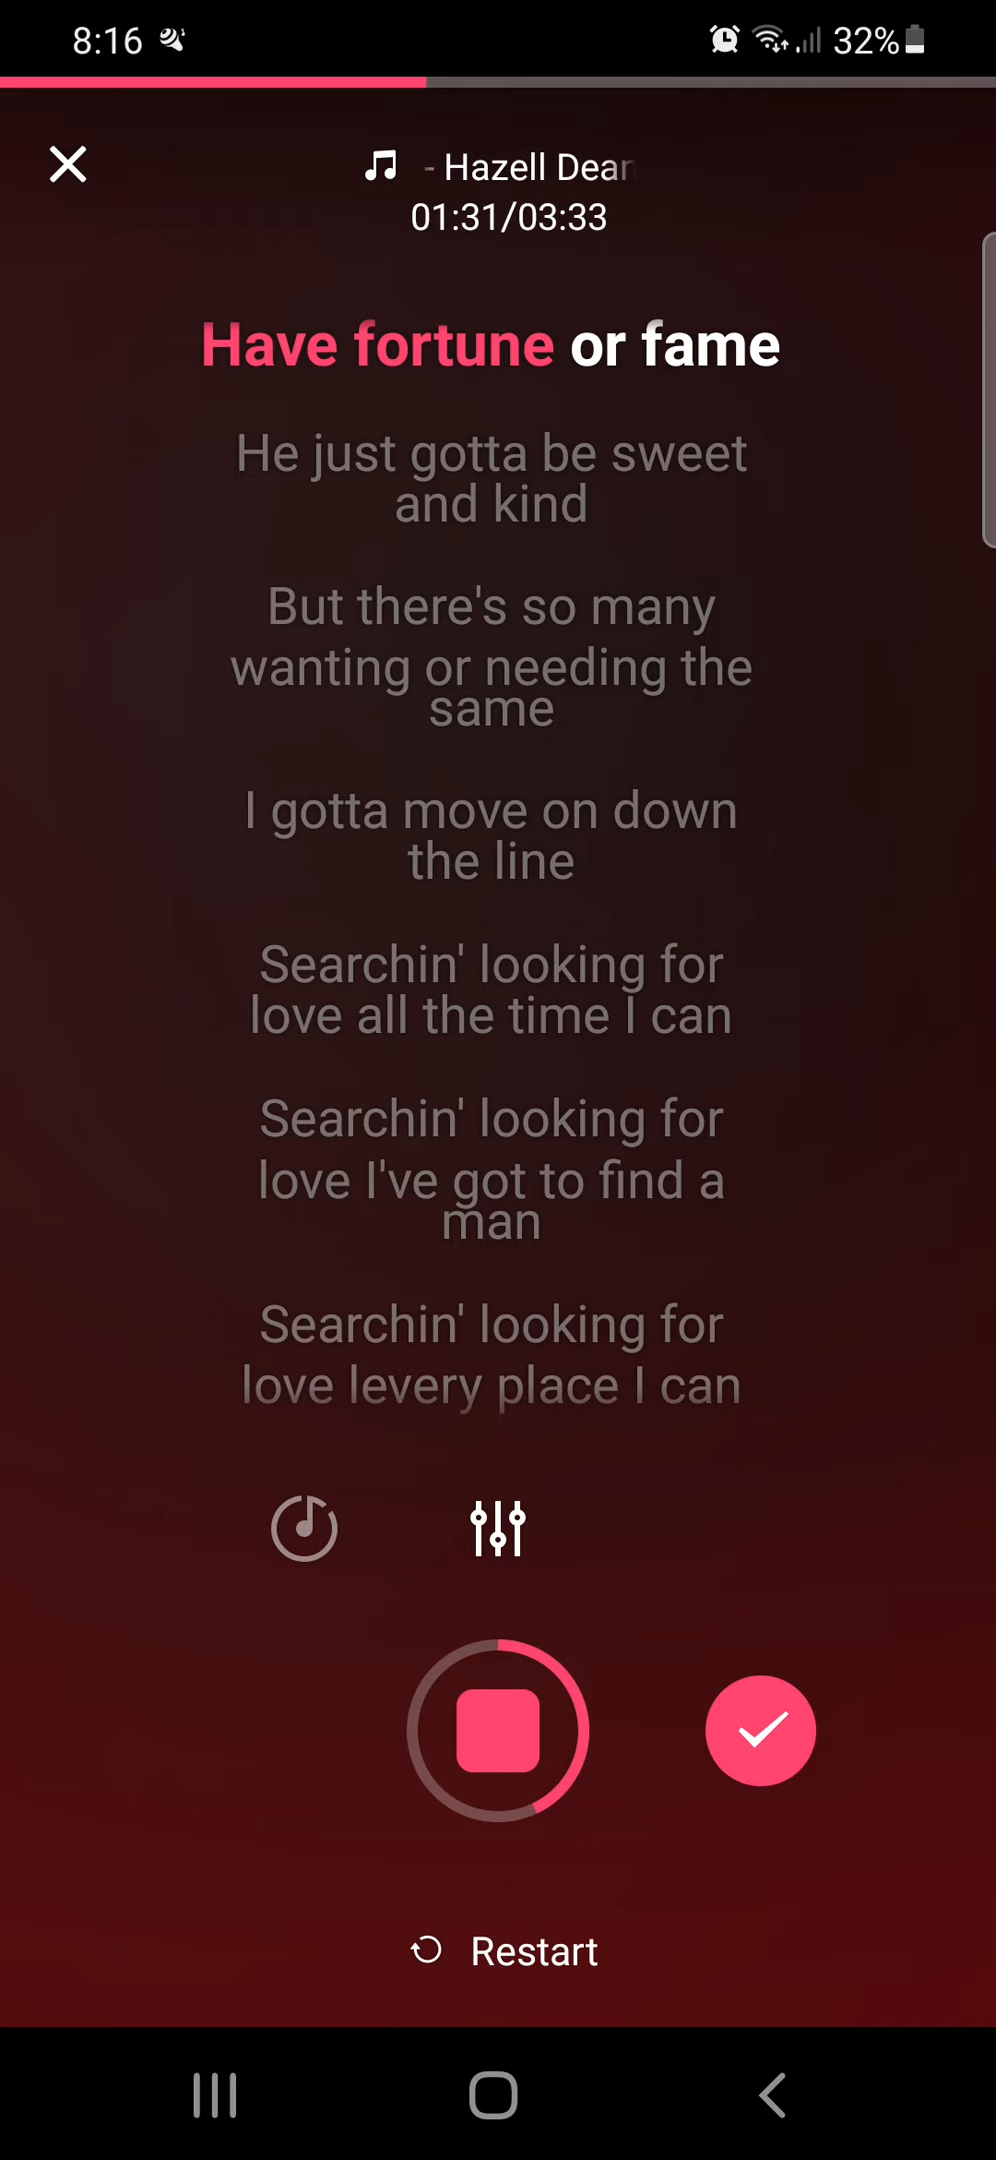 8:16 32%
- Hazell Dean
01:31/03:33
Have fortune or fame
He just gotta be sweet
and kind
But there's so many
wanting or needing the
same
I gotta move on down
the line
Searchin' looking for
love all the time I can
Searchin' looking for
love I've got to find a
man
Searchin' looking for
love levery place I can
Restart